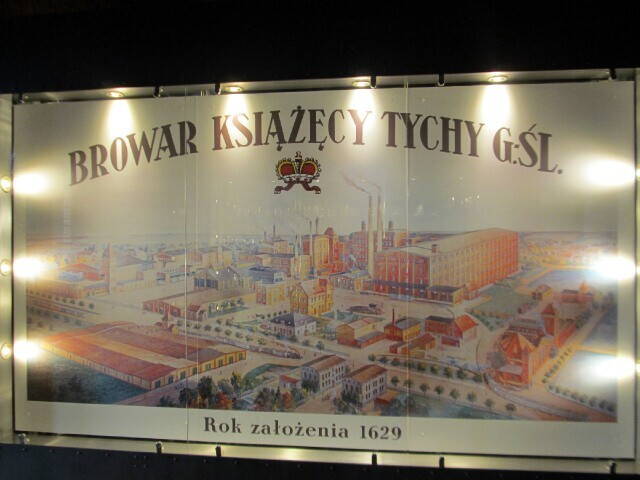 BROWAR KSIĄŻĘCY TYCHY G:ŚL.
Rok założenia 1629